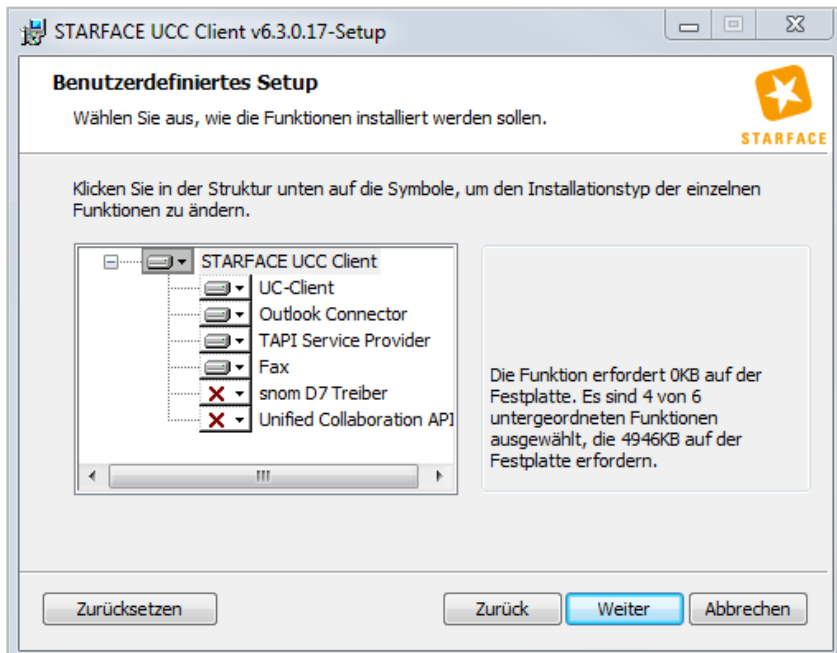 STARFACE UCC Client v6.3.0.17-Setup
Benutzerdefiniertes Setup
Wählen Sie aus, wie die Funktionen installiert werden sollen.
STARFACE
Klicken Sie in der Struktur unten auf die Symbole, um den Installationstyp der einzelnen
Funktionen zu ändern.
STARFACE UCC Client
UC-Client
Outlook Connector
TAPI Service Provider
Fax
snom D7 Treiber
Unified Collaboration API
Die Funktion erfordert 0KB auf der
Festplatte. Es sind 4 von 6
untergeordneten Funktionen
ausgewählt, die 4946KB auf der
Festplatte erfordern.
Zurücksetzen
Zurück
Weiter
Abbrechen